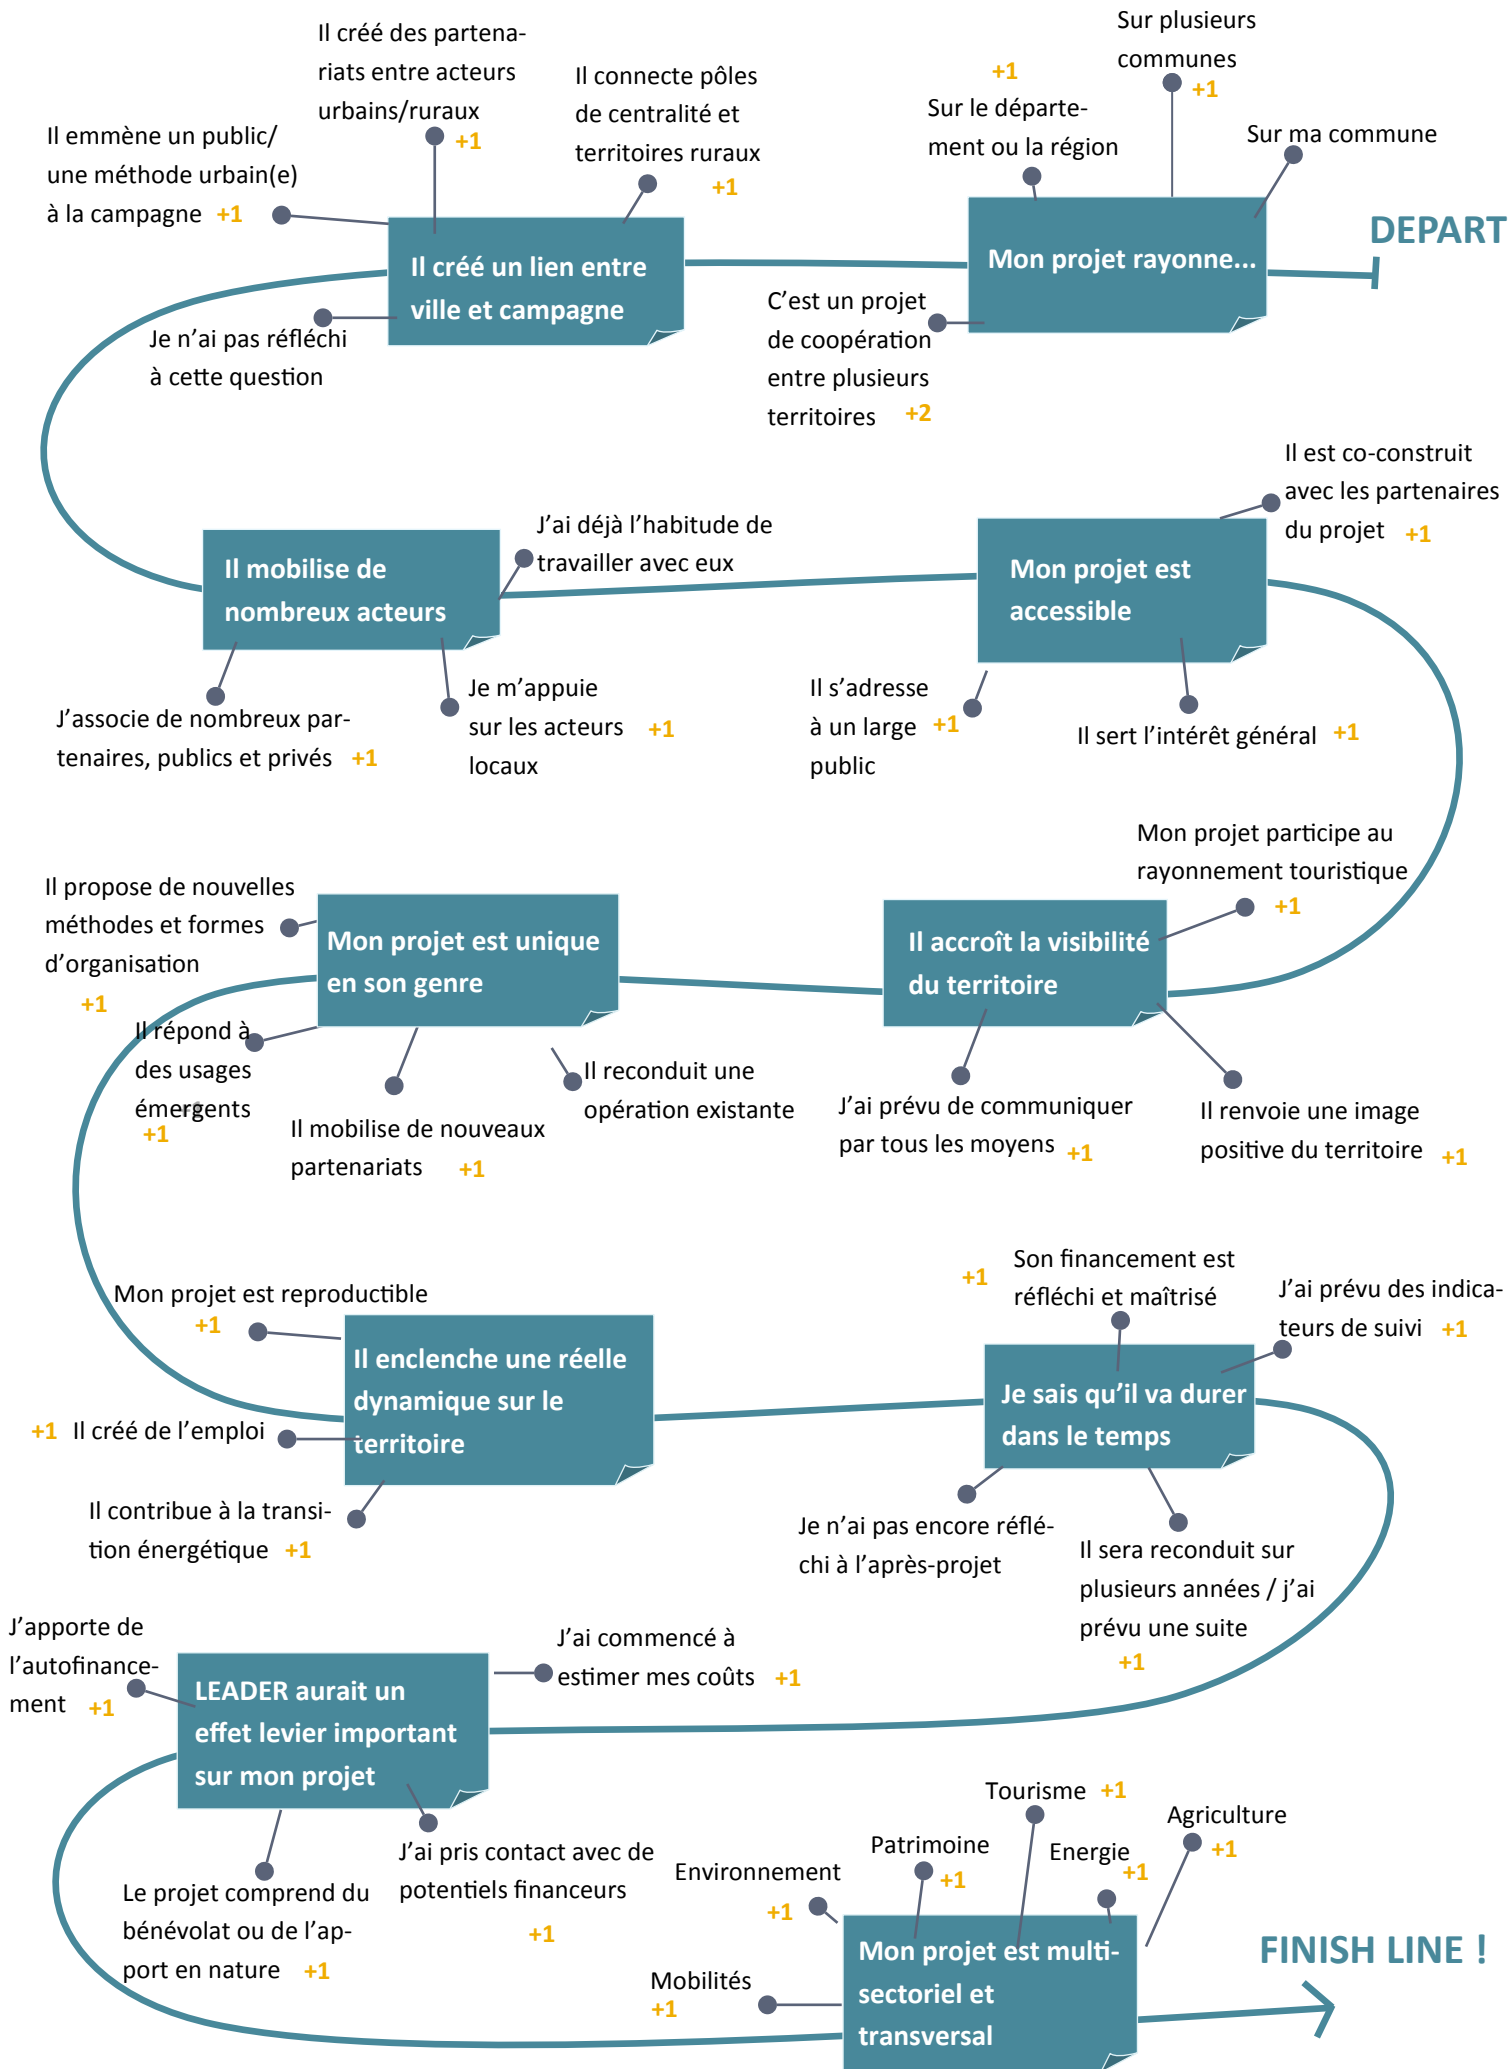 DEPART
Mon projet rayonne...
Sur ma commune
Sur plusieurs
communes
+1
+1
Sur le départe-
ment ou la région
C’est un projet
de coopération
entre plusieurs
territoires +2
Il créé un lien entre
ville et campagne
Il connecte pôles
de centralité et
territoires ruraux
+1
Il créé des partena-
riats entre acteurs
urbains/ruraux
+1
Il emmène un public/
une méthode urbain(e)
à la campagne +1
Je n’ai pas réfléchi
à cette question
Il mobilise de
nombreux acteurs
J’ai déjà l’habitude de
travailler avec eux
J’associe de nombreux par-
tenaires, publics et privés +1
Je m’appuie
sur les acteurs +1
locaux
Mon projet est
accessible
Il est co-construit
avec les partenaires
du projet +1
Il s’adresse
à un large +1
public
Il sert l’intérêt général +1
Il accroît la visibilité
du territoire
Mon projet participe au
rayonnement touristique
+1
J’ai prévu de communiquer
par tous les moyens +1
Il renvoie une image
positive du territoire +1
Mon projet est unique
en son genre
Il propose de nouvelles
méthodes et formes
d’organisation
+1
Il répond à
des usages
émergents
+1
+1
Il mobilise de nouveaux
partenariats +1
Il reconduit une
opération existante
Il enclenche une réelle
dynamique sur le
territoire
Mon projet est reproductible
+1
+1 Il créé de l’emploi
Il contribue à la transi-
tion énergétique +1
Je sais qu’il va durer
dans le temps
Son financement est
+1
réfléchi et maîtrisé
J’ai prévu des indica-
teurs de suivi +1
Je n’ai pas encore réflé-
chi à l’après-projet
Il sera reconduit sur
plusieurs années / j’ai
prévu une suite
+1
LEADER aurait un
effet levier important
sur mon projet
J’apporte de
l’autofinance-
ment +1
J’ai commencé à
estimer mes coûts +1
Le projet comprend du
bénévolat ou de l’ap-
port en nature +1
J’ai pris contact avec de
potentiels financeurs
+1
Mon projet est multi-
sectoriel et
transversal
Mobilités
+1
Environnement
+1
Patrimoine
+1
Tourisme +1
Energie
+1
Agriculture
+1
FINISH LINE !